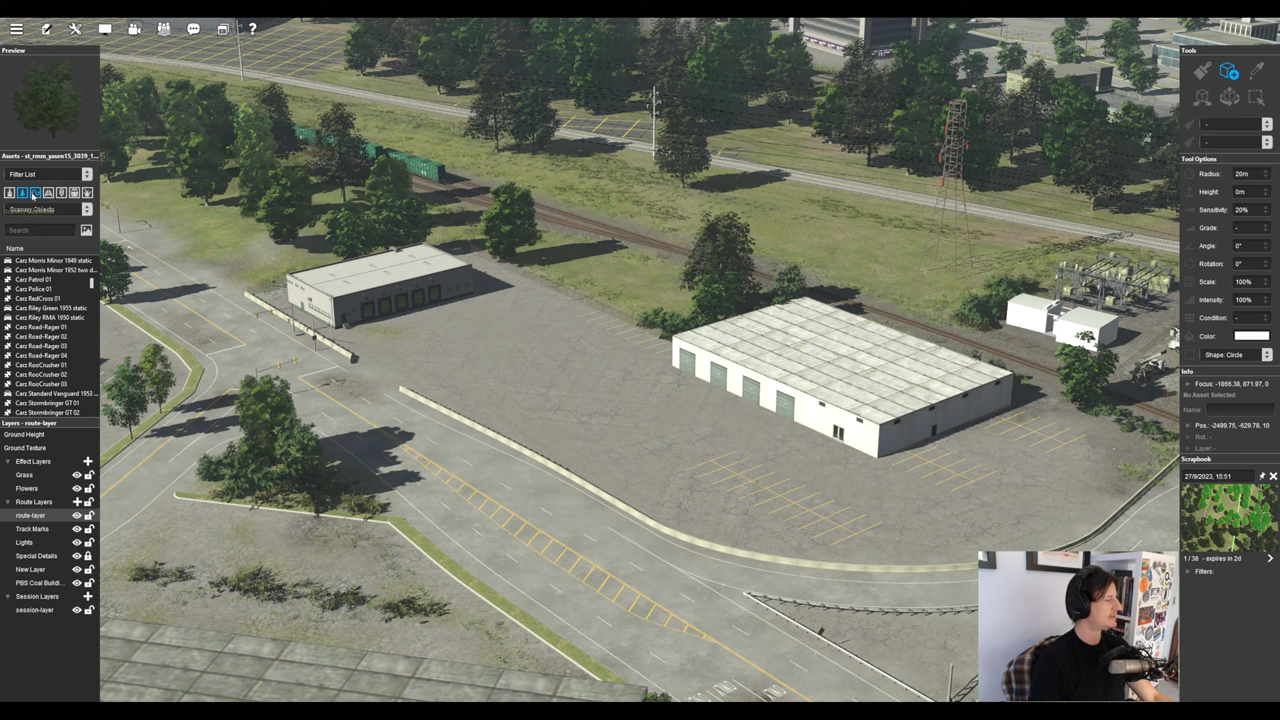 ?
Preview
Tools
Assets - st_rmm_yasen15_3039_1...
Filter List
Scenery Objects
Search
Name
Carz Morris Minor 1949 static
Carz Morris Minor 1952 two d...
Carz Patrol 01
Carz Police 01
Carz RedCross 01
Carz Riley Green 1955 static
Carz Riley RMA 1950 static
Carz Road-Rager 01
Carz Road-Rager 02
Carz Road-Rager 03
Carz Road-Rager 04
Carz RooCrusher 01
Carz RooCrusher 02
Carz RooCrusher 03
Carz Standard Vanguard 1953 ...
Carz Stormbringer GT 01
Carz Stormbringer GT 02
Layers - route-layer
Ground Height
Ground Texture
Effect Layers
Grass
Flowers
Route Layers
route-layer
Track Marks
Lights
Special Details
New Layer
PBS Coal Buildi...
Session Layers
session-layer
-
-
Tool Options
Radius: 20m
Height: 0m
Sensitivity: 20%
Grade: -
Angle: 0°
Rotation: 0°
Scale: 100%
Intensity: 100%
Condition: -
Color:
Shape: Circle
Info
Focus: -1866.38, 871.97, 0
No Asset Selected
Name:
Pos.: -2499.75, -629.78, 10
Rot.: -
Layer: -
Scrapbook
27/9/2023, 15:51
1 / 38 - expires in 2d
Filters: